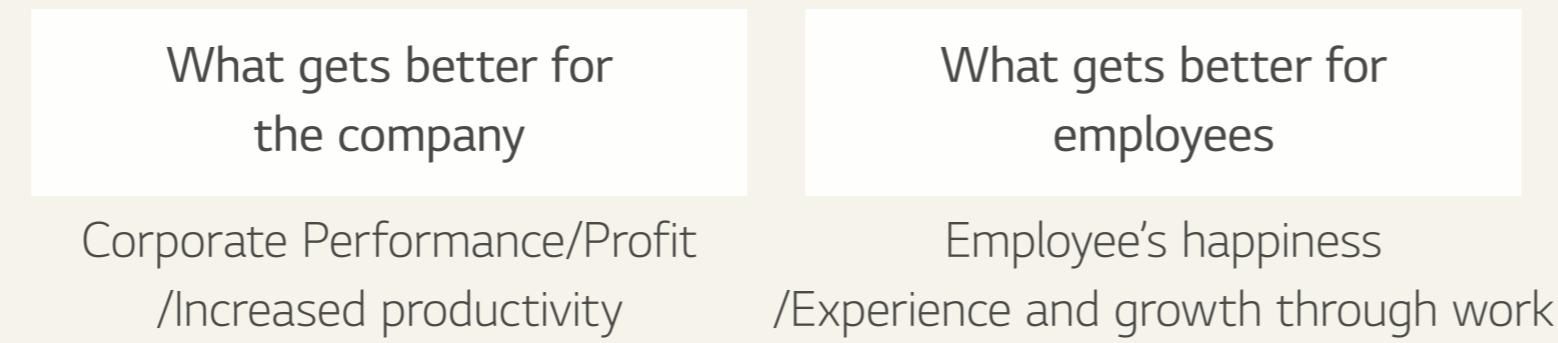 What gets better for
the company
Corporate Performance/Profit
/Increased productivity
What gets better for
employees
Employee’s happiness
/Experience and growth through work